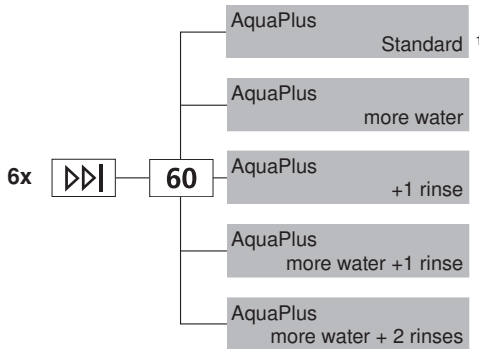 AquaPlus
Standard
AquaPlus
more water
6x
60
AquaPlus
+1 rinse
AquaPlus
more water +1 rinse
AquaPlus
more water + 2 rinses